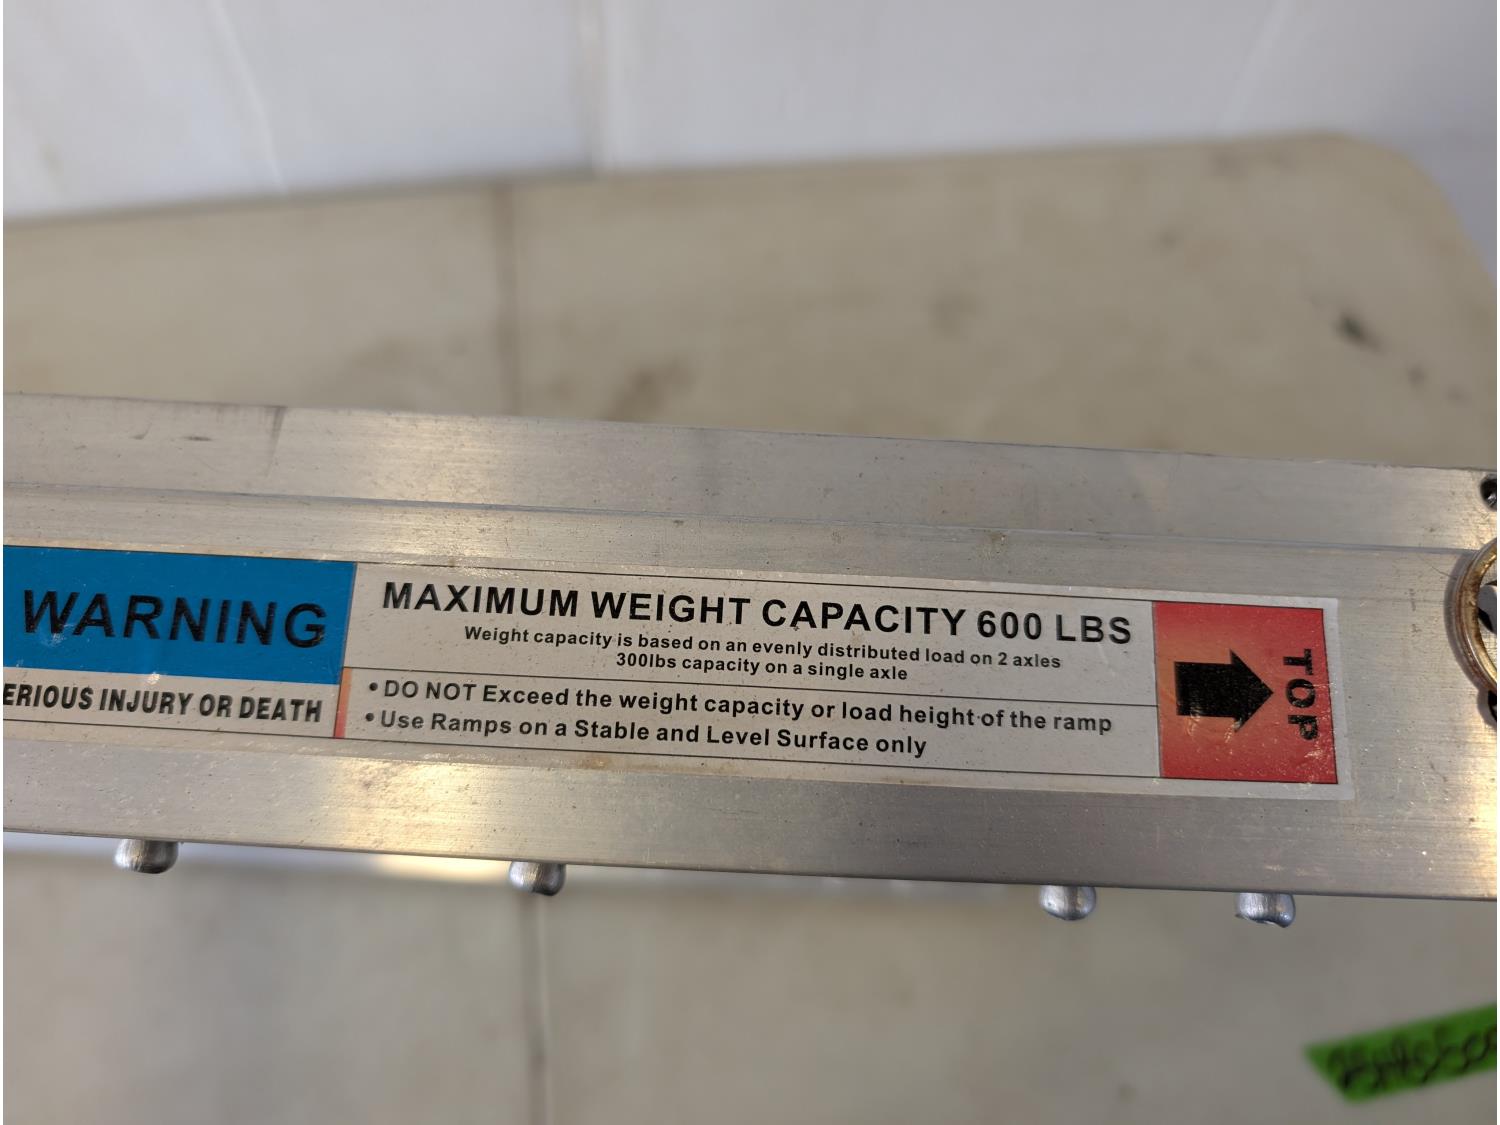 WARNING
ERIOUS INJURY OR DEATH
MAXIMUM WEIGHT CAPACITY 600 LBS
Weight capacity is based on an evenly distributed load on 2 axles
300lbs capacity on a single axle
• DO NOT Exceed the weight capacity or load height of the ramp
• Use Ramps on a Stable and Level Surface only
TOP